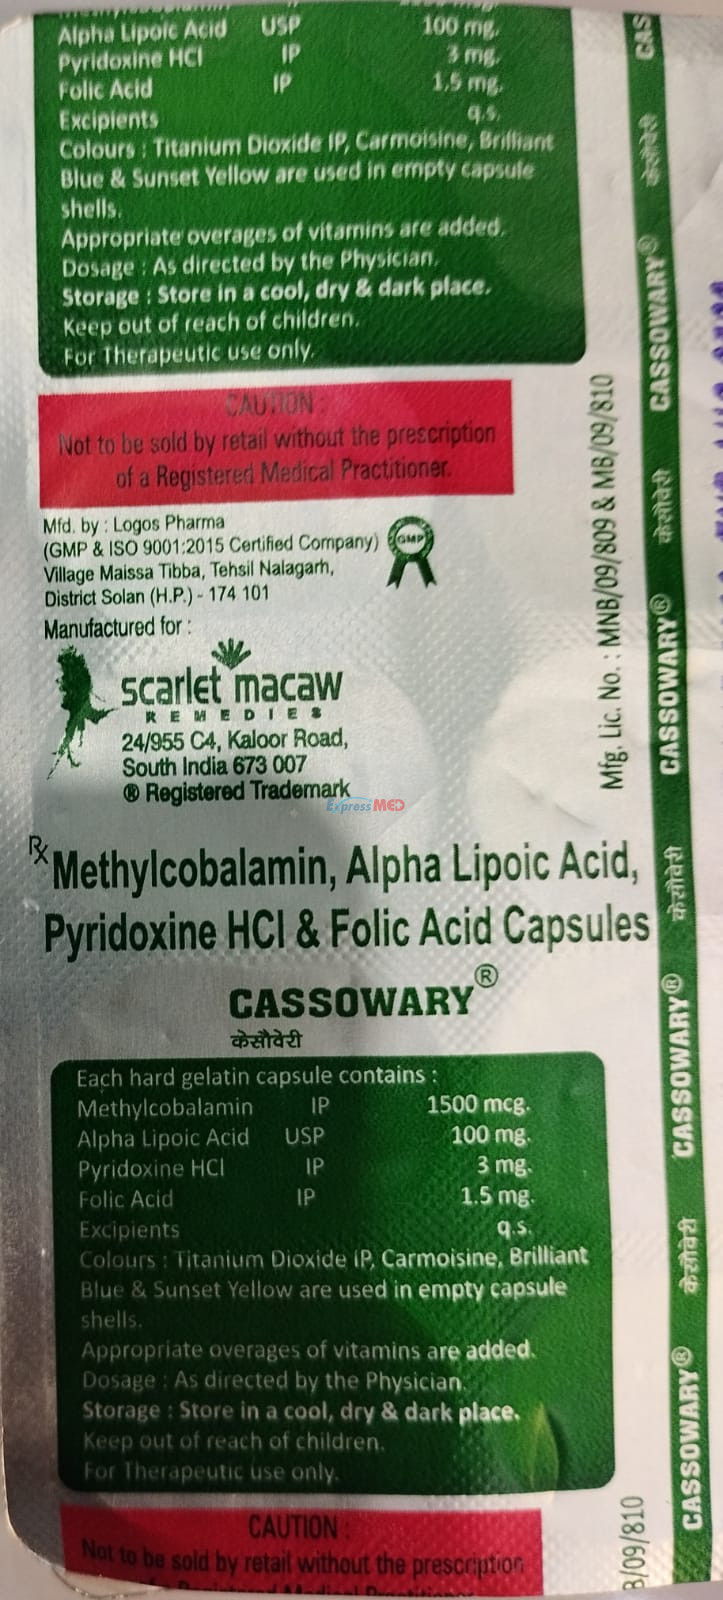 Alpha Lipoic Acid USP 100 mg.
Pyridoxine HCl IP 3 mg.
Folic Acid IP 1.5 mg.
Excipients q.s.
Colours : Titanium Dioxide IP, Carmoisine, Brilliant
Blue & Sunset Yellow are used in empty capsule
shells.
Appropriate overages of vitamins are added.
Dosage : As directed by the Physician.
Storage : Store in a cool, dry & dark place.
Keep out of reach of children.
For Therapeutic use only.
CAUTION :
Not to be sold by retail without the prescription
of a Registered Medical Practitioner.
Mfd. by : Logos Pharma
(GMP & ISO 9001:2015 Certified Company)
GMP
Village Maissa Tibba, Tehsil Nalagarh,
District Solan (H.P.) - 174 101
Manufactured for :
scarlet macaw
REMEDIES
24/955 C4, Kaloor Road,
South India 673 007
® Registered Trademark
ExpressMED
Rx Methylcobalamin, Alpha Lipoic Acid,
Pyridoxine HCl & Folic Acid Capsules
CASSOWARY®
केसौवेरी
Each hard gelatin capsule contains :
Methylcobalamin IP 1500 mcg.
Alpha Lipoic Acid USP 100 mg.
Pyridoxine HCl IP 3 mg.
Folic Acid IP 1.5 mg.
Excipients q.s.
Colours : Titanium Dioxide IP, Carmoisine, Brilliant
Blue & Sunset Yellow are used in empty capsule
shells.
Appropriate overages of vitamins are added.
Dosage : As directed by the Physician.
Storage : Store in a cool, dry & dark place.
Keep out of reach of children.
For Therapeutic use only.
CAUTION :
Not to be sold by retail without the prescription
Mfg. Lic. No. : MNB/09/809 & MB/09/810
B/09/810
CASSOWARY® केसौवेरी CASSOWARY® केसौवेरी CASSOWARY® केसौवेरी CASSOWARY® केसौवेरी CAS